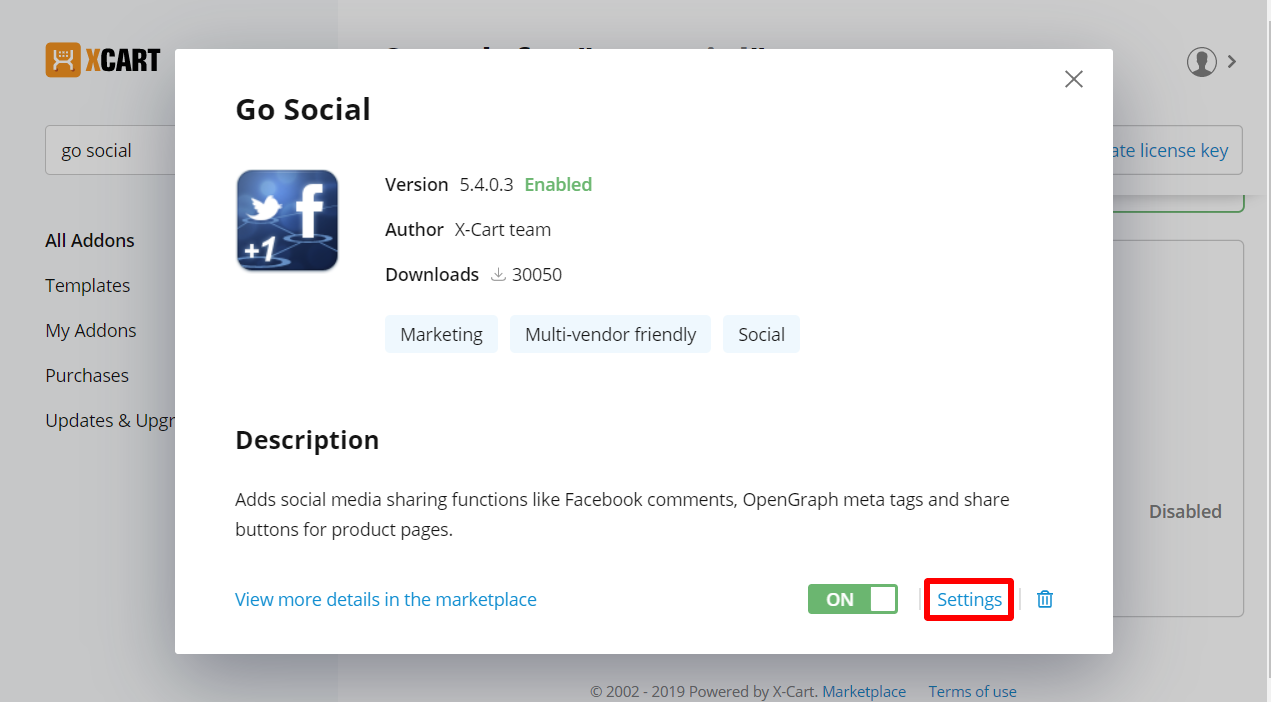 XCART
go social
ate license key
All Addons
Templates
My Addons
Purchases
Updates & Upgr
Go Social
f
+1
Version 5.4.0.3 Enabled
Author X-Cart team
Downloads 30050
Marketing Multi-vendor friendly Social
Description
Adds social media sharing functions like Facebook comments, OpenGraph meta tags and share
buttons for product pages.
View more details in the marketplace ON Settings
Disabled
© 2002 - 2019 Powered by X-Cart. Marketplace Terms of use